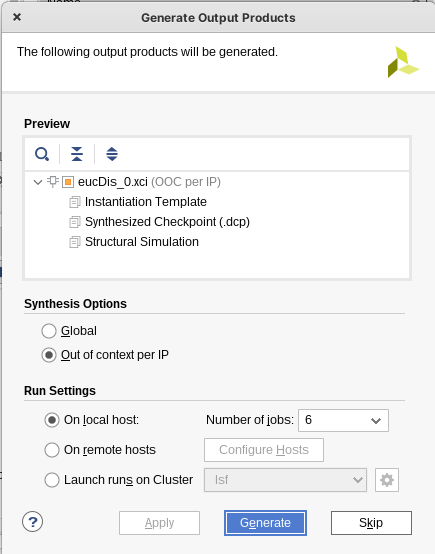 Generate Output Products
The following output products will be generated.
Preview
eucDis_0.xci (OOC per IP)
Instantiation Template
Synthesized Checkpoint (.dcp)
Structural Simulation
Synthesis Options
Global
Out of context per IP
Run Settings
On local host: Number of jobs: 6
On remote hosts Configure Hosts
Launch runs on Cluster lsf
? Apply Generate Skip